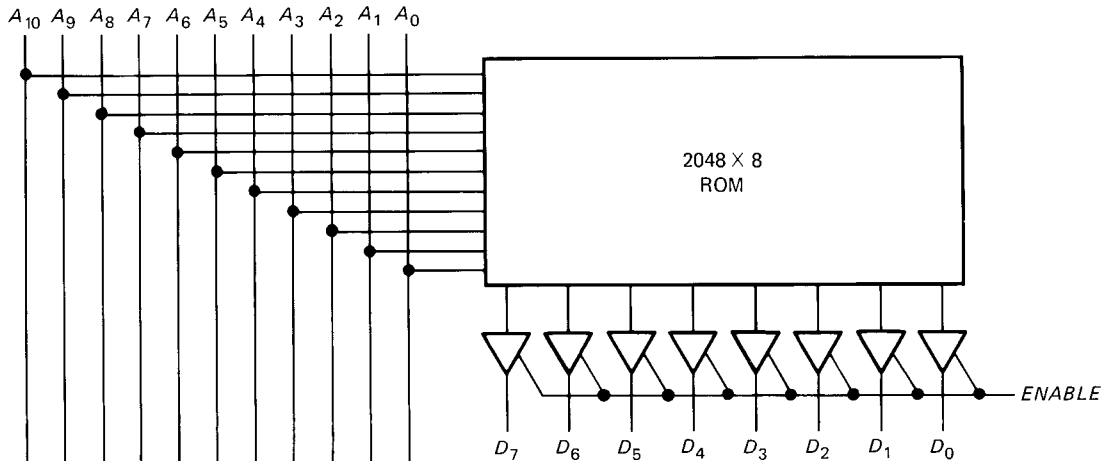 A10 A9 A8 A7 A6 A5 A4 A3 A2 A1 A0
2048 × 8
ROM
ENABLE
D7 D6 D5 D4 D3 D2 D1 D0